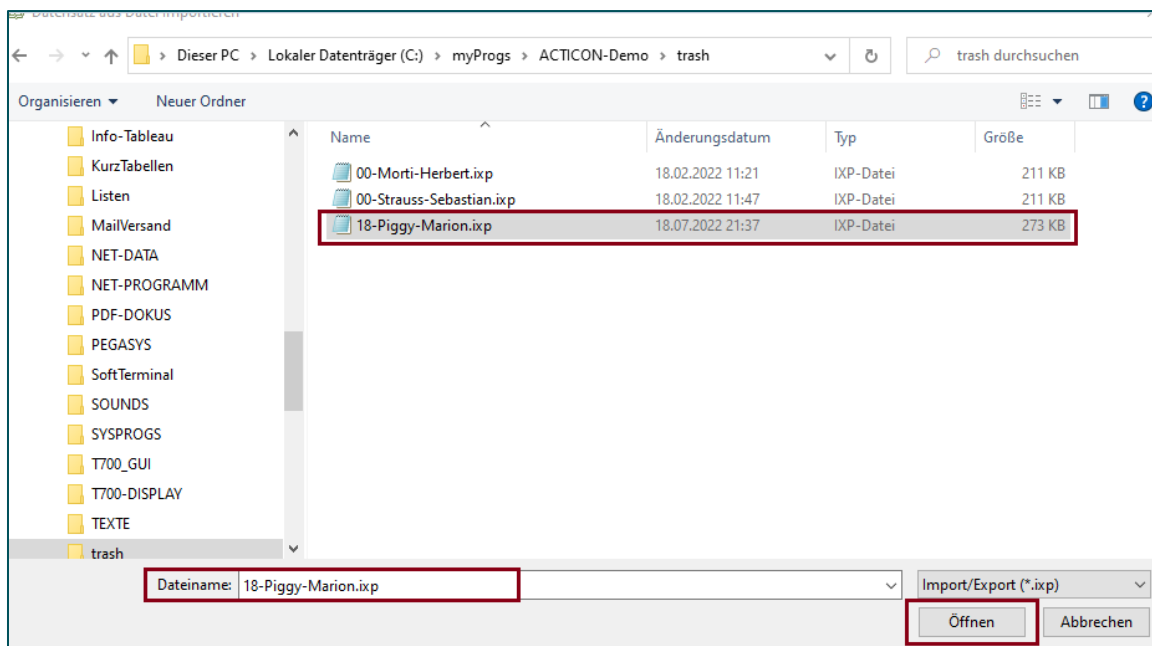 Datensatz aus Datei importieren
Dieser PC > Lokaler Datenträger (C:) > myProgs > ACTICON-Demo > trash
trash durchsuchen
Organisieren
Neuer Ordner
Name
Änderungsdatum
Typ
Größe
Info-Tableau
KurzTabellen
Listen
MailVersand
NET-DATA
NET-PROGRAMM
PDF-DOKUS
PEGASYS
SoftTerminal
SOUNDS
SYSPROGS
T700_GUI
T700-DISPLAY
TEXTE
trash
00-Morti-Herbert.ixp 18.02.2022 11:21 IXP-Datei 211 KB
00-Strauss-Sebastian.ixp 18.02.2022 11:47 IXP-Datei 211 KB
18-Piggy-Marion.ixp 18.07.2022 21:37 IXP-Datei 273 KB
Dateiname: 18-Piggy-Marion.ixp
Import/Export (*.ixp)
Öffnen
Abbrechen